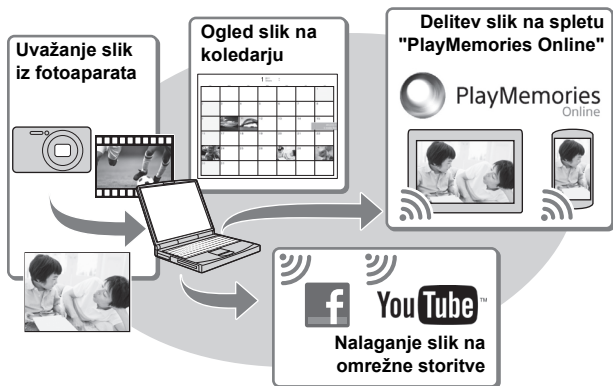 Uvažanje slik
iz fotoaparata
Ogled slik na
koledarju
Delitev slik na spletu
"PlayMemories Online"
PlayMemories
Online
f
You Tube ™
Nalaganje slik na
omrežne storitve